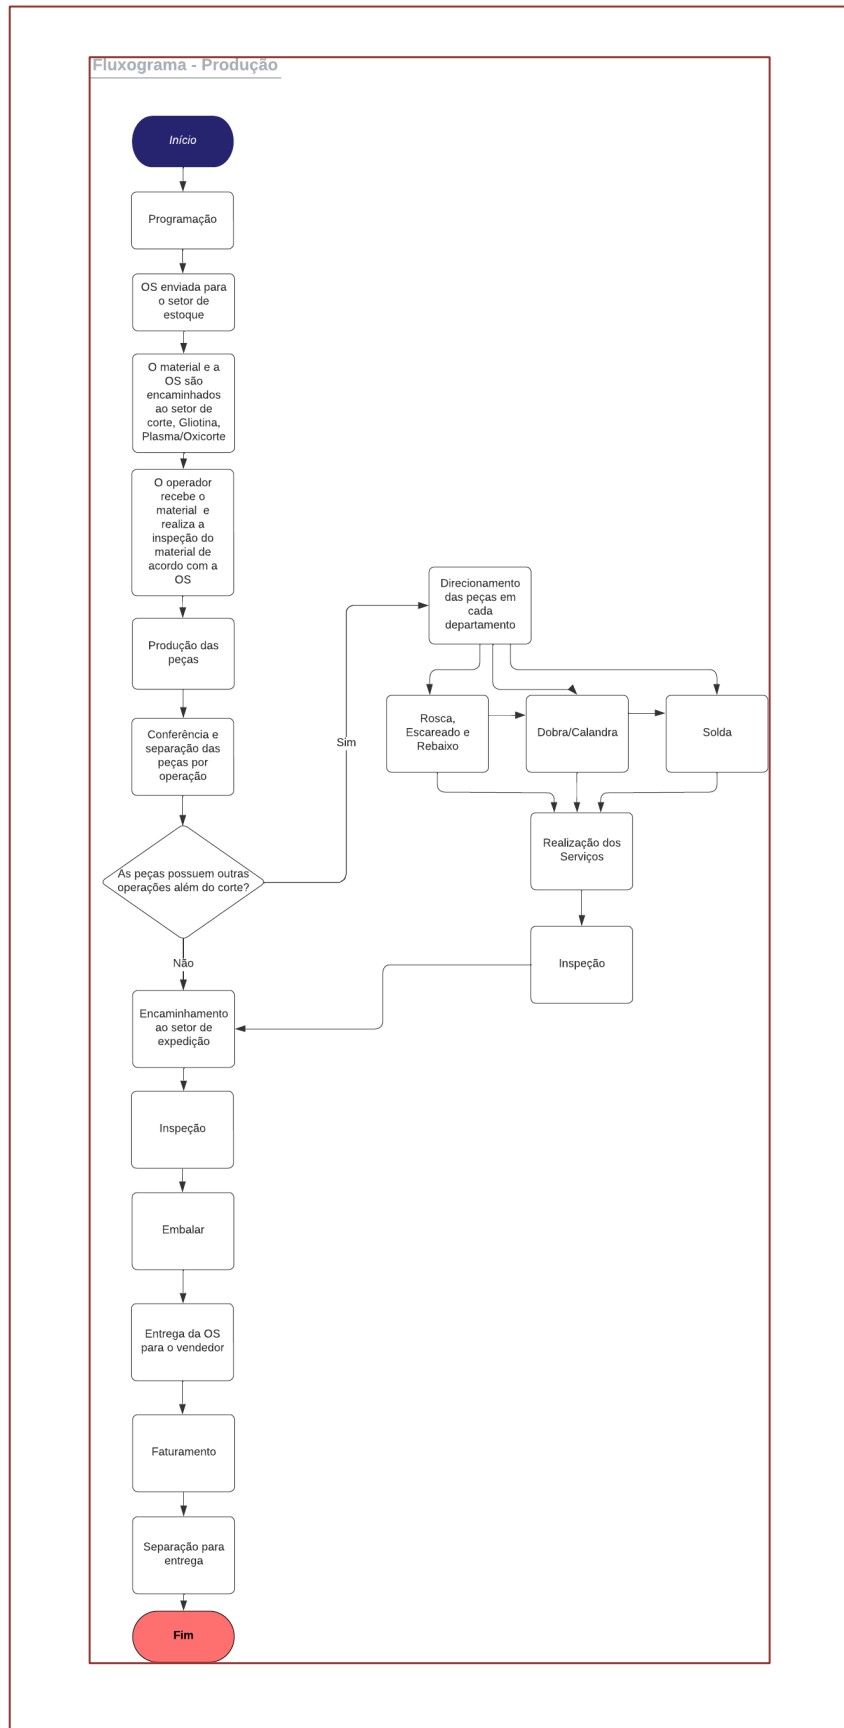 Fluxograma - Produção
Início
Programação
OS enviada para
o setor de
estoque
O material e a
OS são
encaminhados
ao setor de
corte, Gliotina,
Plasma/Oxicorte
O operador
recebe o
material  e
realiza a
inspeção do
material de
acordo com a
OS
Produção das
peças
Conferência e
separação das
peças por
operação
As peças possuem outras
operações além do corte?
Sim
Direcionamento
das peças em
cada
departamento
Rosca,
Escareado e
Rebaixo
Dobra/Calandra
Solda
Realização dos
Serviços
Inspeção
Não
Encaminhamento
ao setor de
expedição
Inspeção
Embalar
Entrega da OS
para o vendedor
Faturamento
Separação para
entrega
Fim